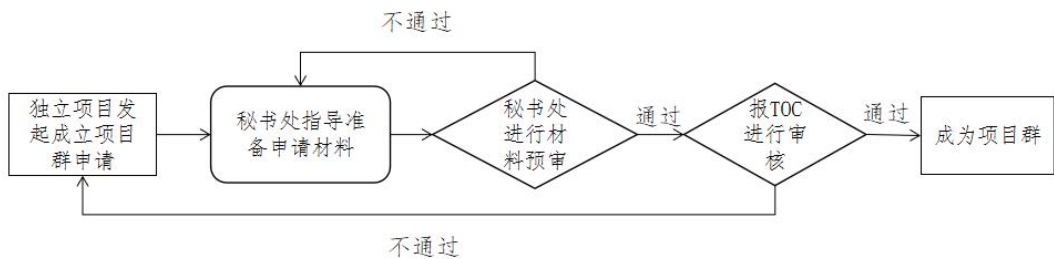 不通过
独立项目发
起成立项目
群申请
秘书处指导准
备申请材料
秘书处
进行材
料预审
通过
报TOC
进行审
核
通过
成为项目群
不通过